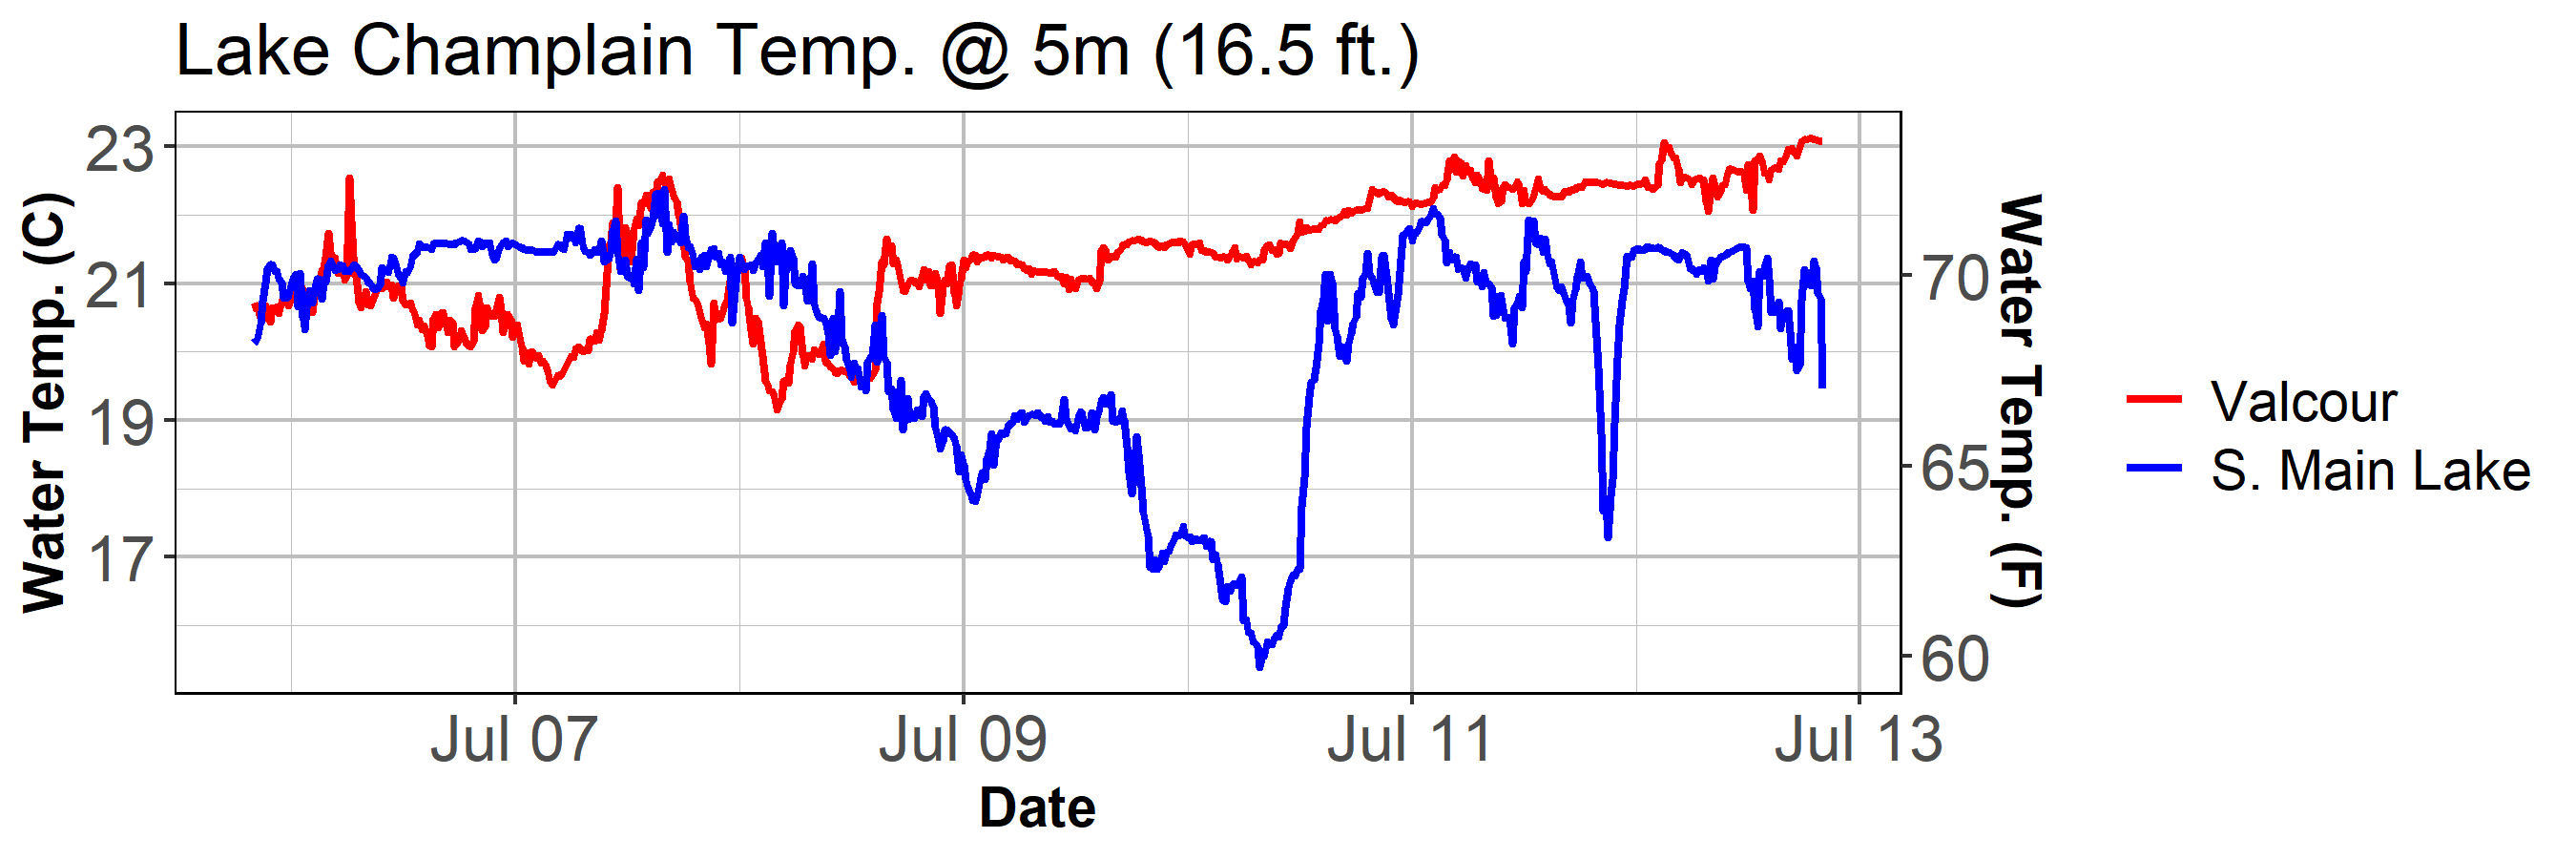 Lake Champlain Temp. @ 5m (16.5 ft.)
Water Temp. (C)
23
21
19
17
Water Temp. (F)
70
65
60
Jul 07
Jul 09
Jul 11
Jul 13
Date
Valcour
S. Main Lake